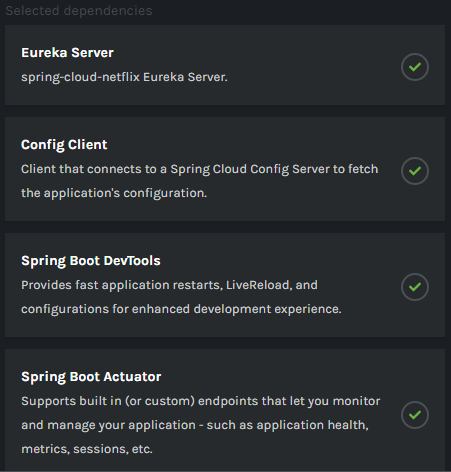 Selected dependencies
Eureka Server
spring-cloud-netflix Eureka Server.
Config Client
Client that connects to a Spring Cloud Config Server to fetch
the application's configuration.
Spring Boot DevTools
Provides fast application restarts, LiveReload, and
configurations for enhanced development experience.
Spring Boot Actuator
Supports built in (or custom) endpoints that let you monitor
and manage your application - such as application health,
metrics, sessions, etc.